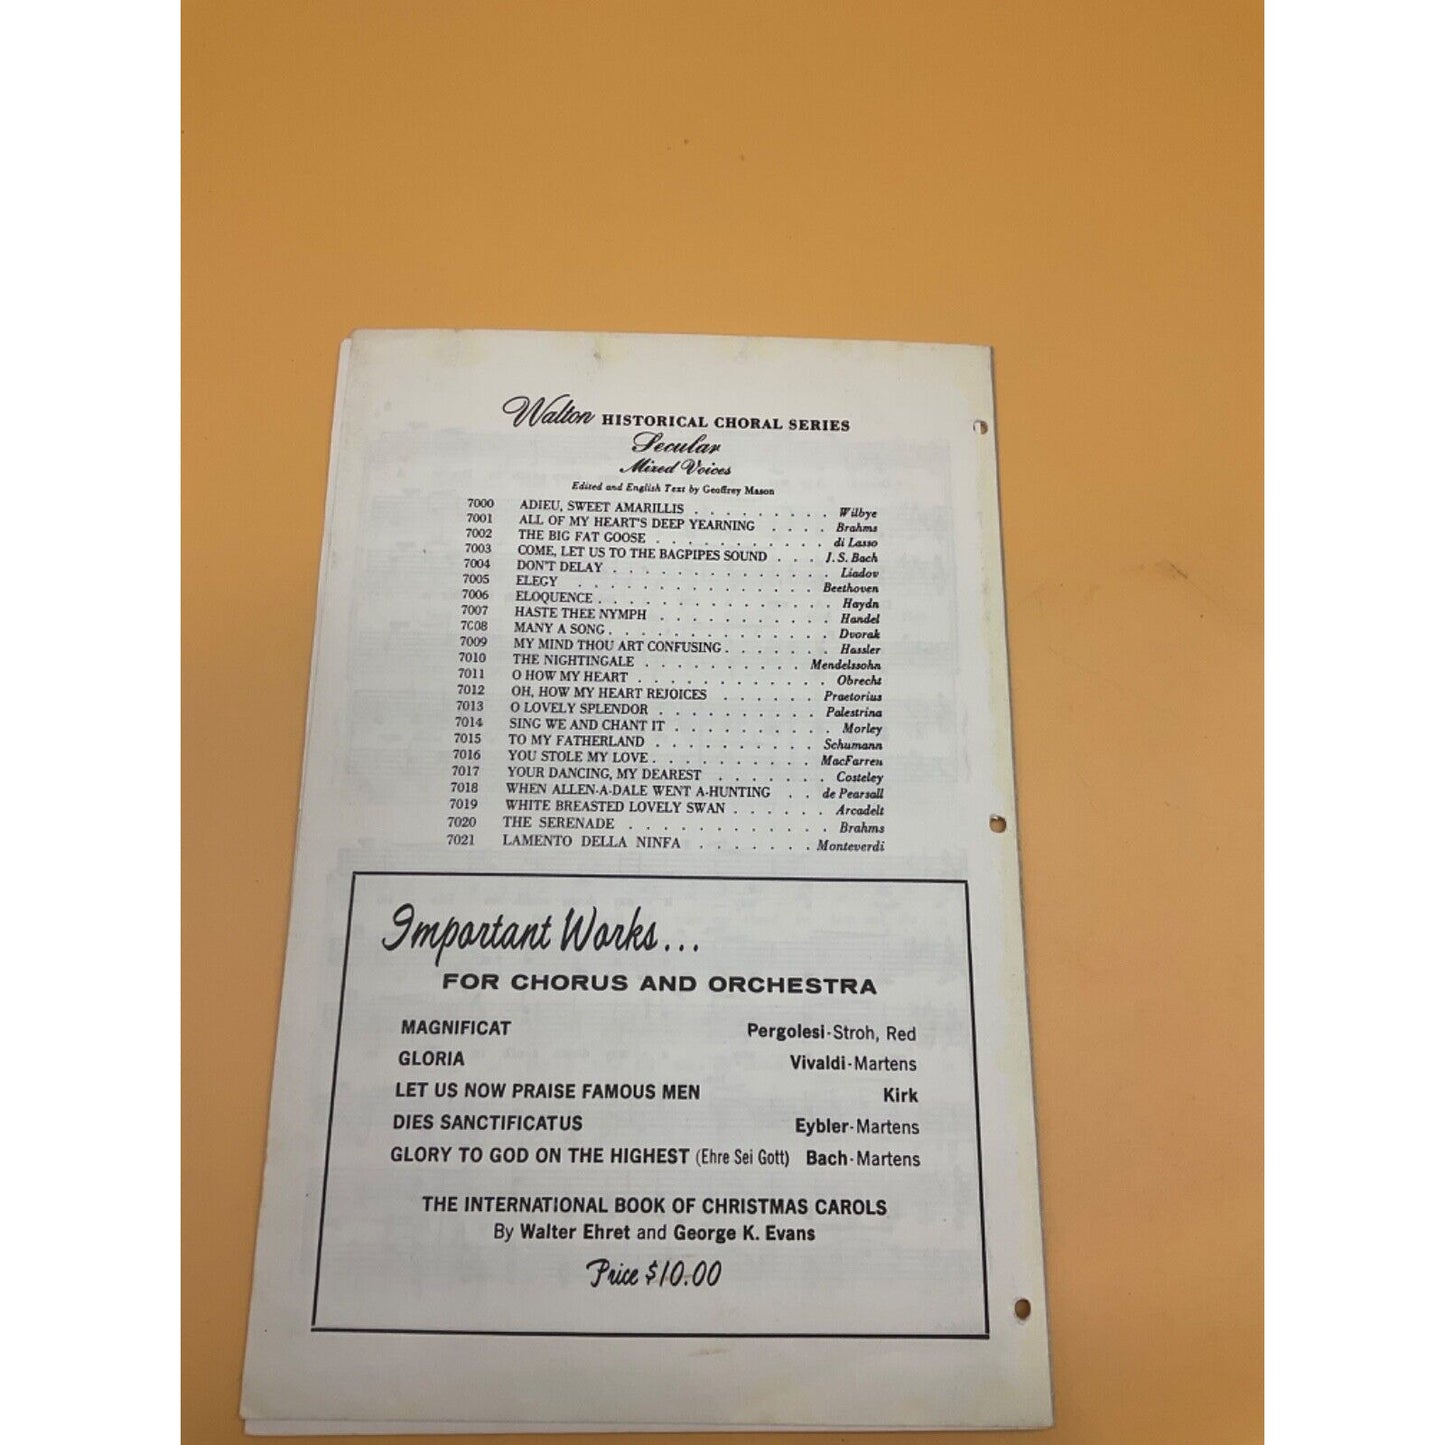 Walton HISTORICAL CHORAL SERIES
Secular
Mixed Voices
Edited and English Text by Geoffrey Mason
7000 ADIEU, SWEET AMARILLIS . . . . . . . . . Wilbye
7001 ALL OF MY HEART'S DEEP YEARNING . . . . Brahms
7002 THE BIG FAT GOOSE . . . . . . . . . . . di Lasso
7003 COME, LET US TO THE BAGPIPES SOUND . . . J. S. Bach
7004 DON'T DELAY . . . . . . . . . . . . . . Liadov
7005 ELEGY . . . . . . . . . . . . . . . Beethoven
7006 ELOQUENCE . . . . . . . . . . . . . . . Haydn
7007 HASTE THEE NYMPH . . . . . . . . . . . Handel
7008 MANY A SONG . . . . . . . . . . . . . . Dvorak
7009 MY MIND THOU ART CONFUSING . . . . . . Hassler
7010 THE NIGHTINGALE . . . . . . . . . . Mendelssohn
7011 O HOW MY HEART . . . . . . . . . . . . Obrecht
7012 OH, HOW MY HEART REJOICES . . . . . . Praetorius
7013 O LOVELY SPLENDOR . . . . . . . . . . Palestrina
7014 SING WE AND CHANT IT . . . . . . . . . Morley
7015 TO MY FATHERLAND . . . . . . . . . . Schumann
7016 YOU STOLE MY LOVE . . . . . . . . . . MacFarren
7017 YOUR DANCING, MY DEAREST . . . . . . . Costeley
7018 WHEN ALLEN-A-DALE WENT A-HUNTING . . de Pearsall
7019 WHITE BREASTED LOVELY SWAN . . . . . . Arcadelt
7020 THE SERENADE . . . . . . . . . . . . Brahms
7021 LAMENTO DELLA NINFA . . . . . . . Monteverdi
Important Works...
FOR CHORUS AND ORCHESTRA
MAGNIFICAT Pergolesi-Stroh, Red
GLORIA Vivaldi-Martens
LET US NOW PRAISE FAMOUS MEN Kirk
DIES SANCTIFICATUS Eybler-Martens
GLORY TO GOD ON THE HIGHEST (Ehre Sei Gott) Bach-Martens
THE INTERNATIONAL BOOK OF CHRISTMAS CAROLS
By Walter Ehret and George K. Evans
Price $10.00